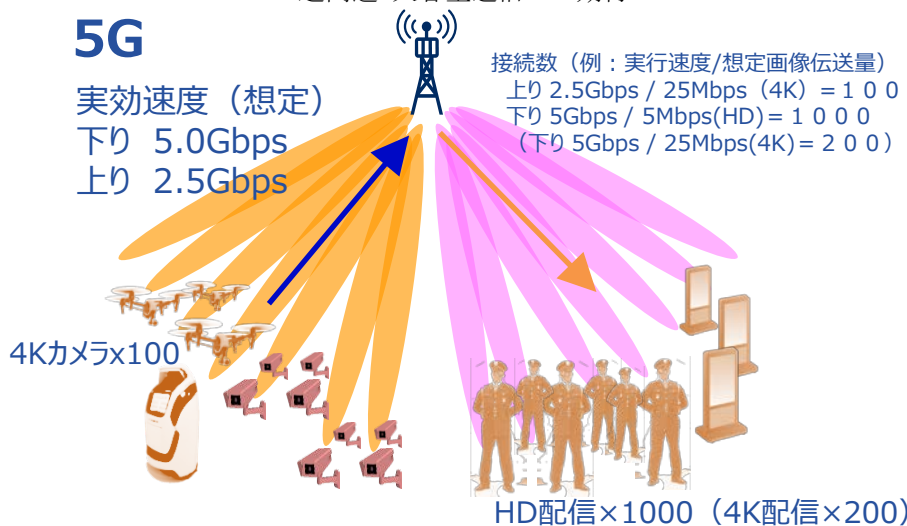 5G
実効速度（想定）
下り 5.0Gbps
上り 2.5Gbps
接続数（例：実行速度/想定画像伝送量）
上り 2.5Gbps / 25Mbps（4K）＝１００
下り 5Gbps / 5Mbps(HD)＝１０００
（下り 5Gbps / 25Mbps(4K)＝２００）
4Kカメラx100
HD配信×1000（4K配信×200）